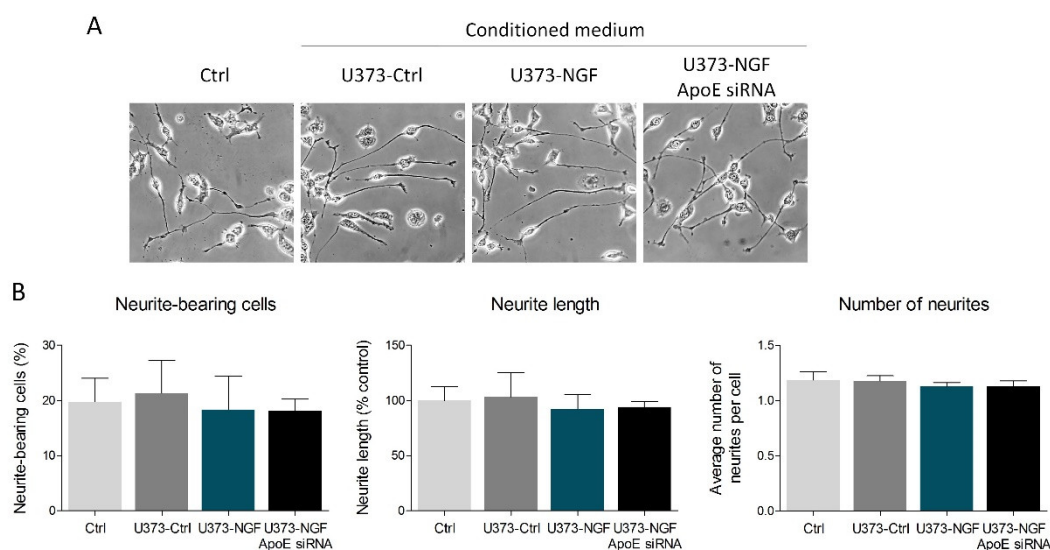 A
Conditioned medium
Ctrl
U373-Ctrl
U373-NGF
U373-NGF
ApoE siRNA
B
Neurite-bearing cells
Neurite-bearing cells (%)
30
20
10
0
Ctrl
U373-Ctrl
U373-NGF
U373-NGF
ApoE siRNA
Neurite length
Neurite length (% control)
150
100
50
0
Ctrl
U373-Ctrl
U373-NGF
U373-NGF
ApoE siRNA
Number of neurites
Average number of
neurites per cell
1.5
1.0
0.5
0.0
Ctrl
U373-Ctrl
U373-NGF
U373-NGF
ApoE siRNA